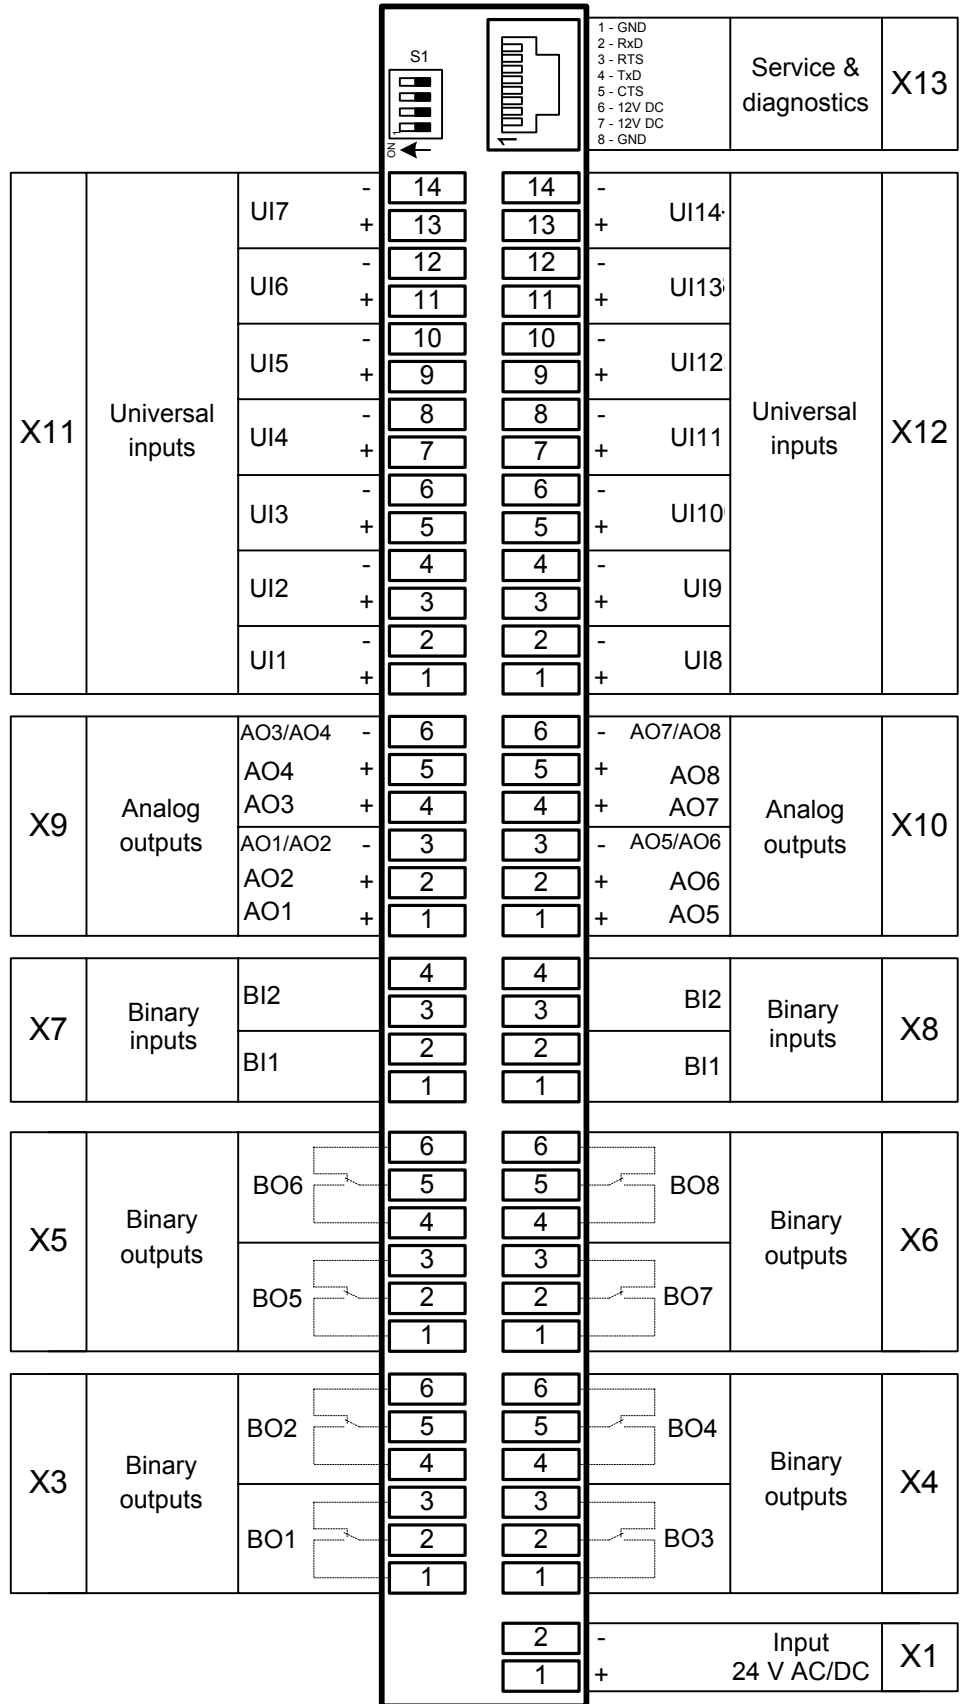 S1
ON
1
1
1 - GND
2 - RxD
3 - RTS
4 - TxD
5 - CTS
6 - 12V DC
7 - 12V DC
8 - GND
Service &
diagnostics
X13
X11
Universal
inputs
UI7
-
+
14
13
UI6
-
+
12
11
UI5
-
+
10
9
UI4
-
+
8
7
UI3
-
+
6
5
UI2
-
+
4
3
UI1
-
+
2
1
14
13
-
+
UI14
12
11
-
+
UI13
10
9
-
+
UI12
8
7
-
+
UI11
6
5
-
+
UI10
4
3
-
+
UI9
2
1
-
+
UI8
Universal
inputs
X12
X9
Analog
outputs
AO3/AO4 - 6
AO4 + 5
AO3 + 4
AO1/AO2 - 3
AO2 + 2
AO1 + 1
6 - AO7/AO8
5 + AO8
4 + AO7
3 - AO5/AO6
2 + AO6
1 + AO5
Analog
outputs
X10
X7
Binary
inputs
BI2
4
3
BI1
2
1
4
3
BI2
2
1
BI1
Binary
inputs
X8
X5
Binary
outputs
BO6
6
5
4
BO5
3
2
1
6
5
4
BO8
3
2
1
BO7
Binary
outputs
X6
X3
Binary
outputs
BO2
6
5
4
BO1
3
2
1
6
5
4
BO4
3
2
1
BO3
Binary
outputs
X4
2 -
1 +
Input
24 V AC/DC
X1